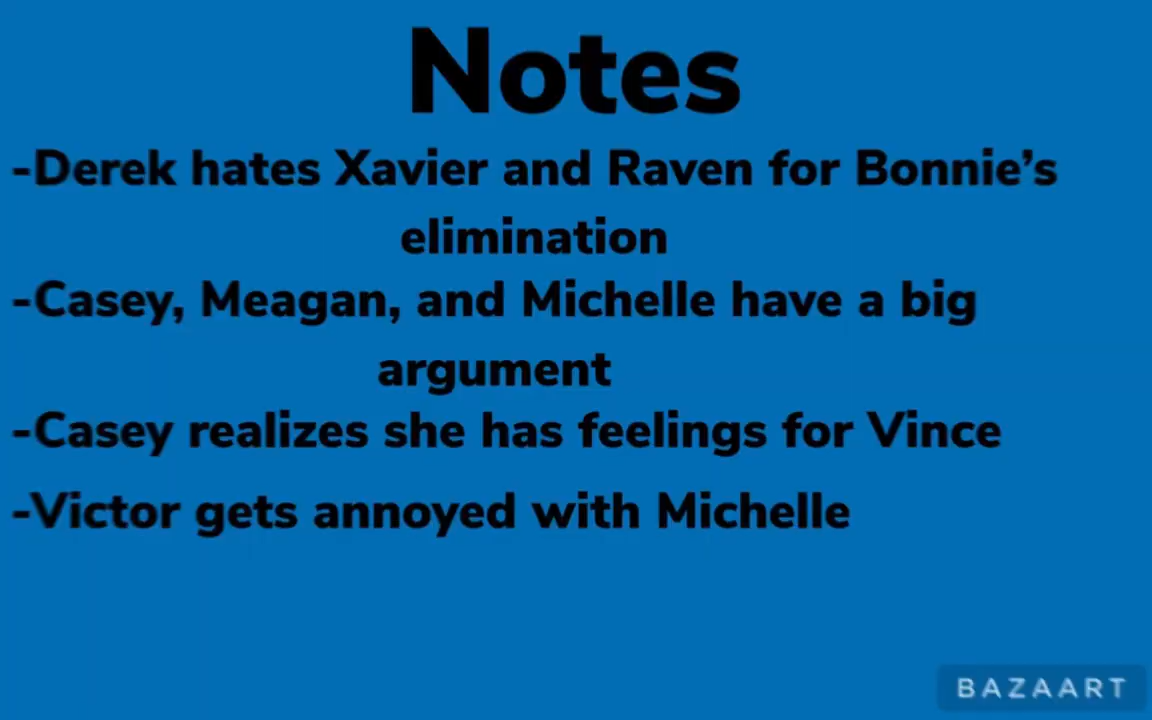 Notes
-Derek hates Xavier and Raven for Bonnie’s
elimination
-Casey, Meagan, and Michelle have a big
argument
-Casey realizes she has feelings for Vince
-Victor gets annoyed with Michelle
BAZAART